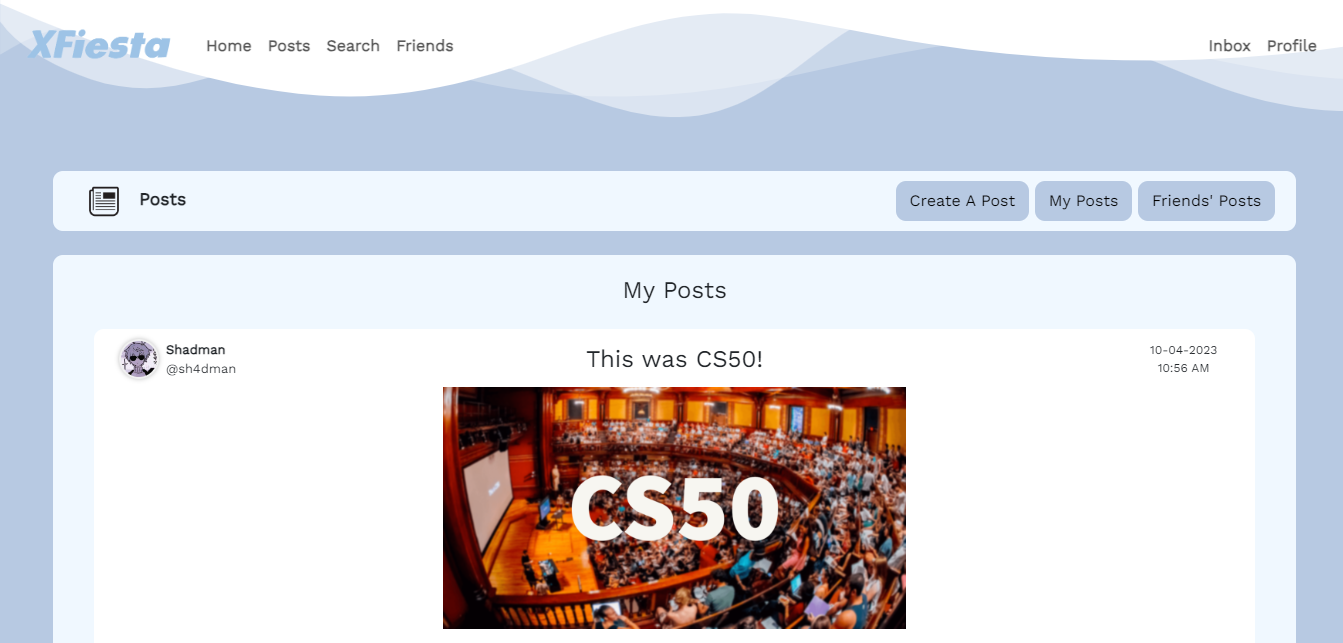 XFiesta Home Posts Search Friends Inbox Profile
Posts Create A Post My Posts Friends' Posts
My Posts
Shadman
@sh4dman
This was CS50!
10-04-2023
10:56 AM
CS50